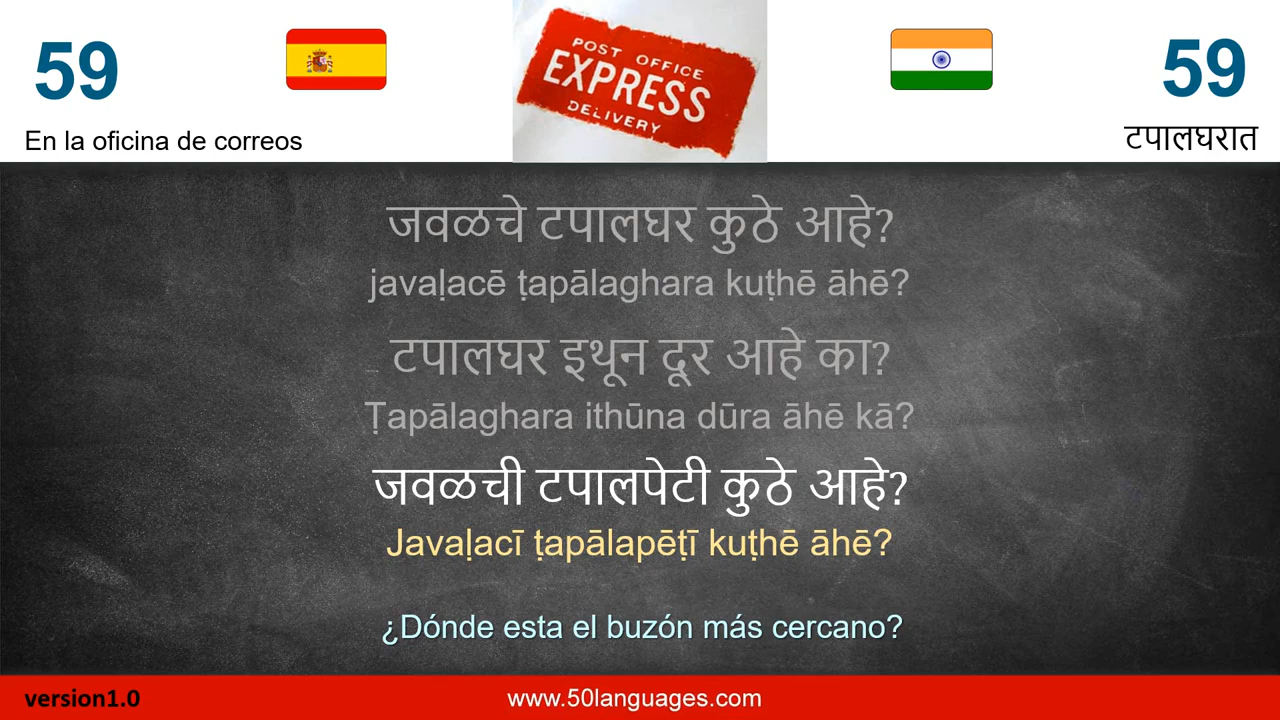 59
59
En la oficina de correos
POST OFFICE
EXPRESS
DELIVERY
टपालघरात
जवळचे टपालघर कुठे आहे?
javaḷacē ṭapālaghara kuṭhē āhē?
टपालघर इथून दूर आहे का?
Ṭapālaghara ithūna dūra āhē kā?
जवळची टपालपेटी कुठे आहे?
Javaḷacī ṭapālapēṭī kuṭhē āhē?
¿Dónde esta el buzón más cercano?
version1.0
www.50languages.com